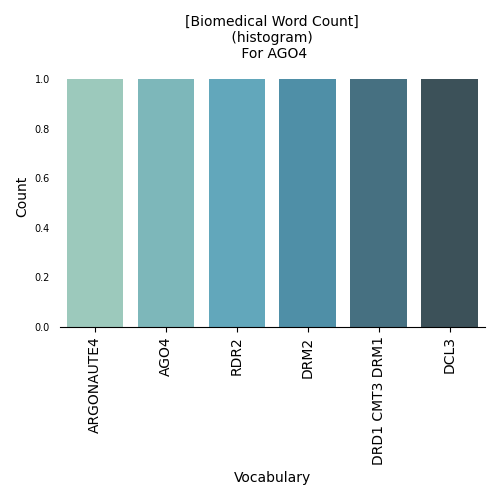 [Biomedical Word Count]
(histogram)
For AGO4
1.0
0.8
0.6
0.4
0.2
0.0
Count
ARGONAUTE4
AGO4
RDR2
DRM2
DRD1 CMT3 DRM1
DCL3
Vocabulary